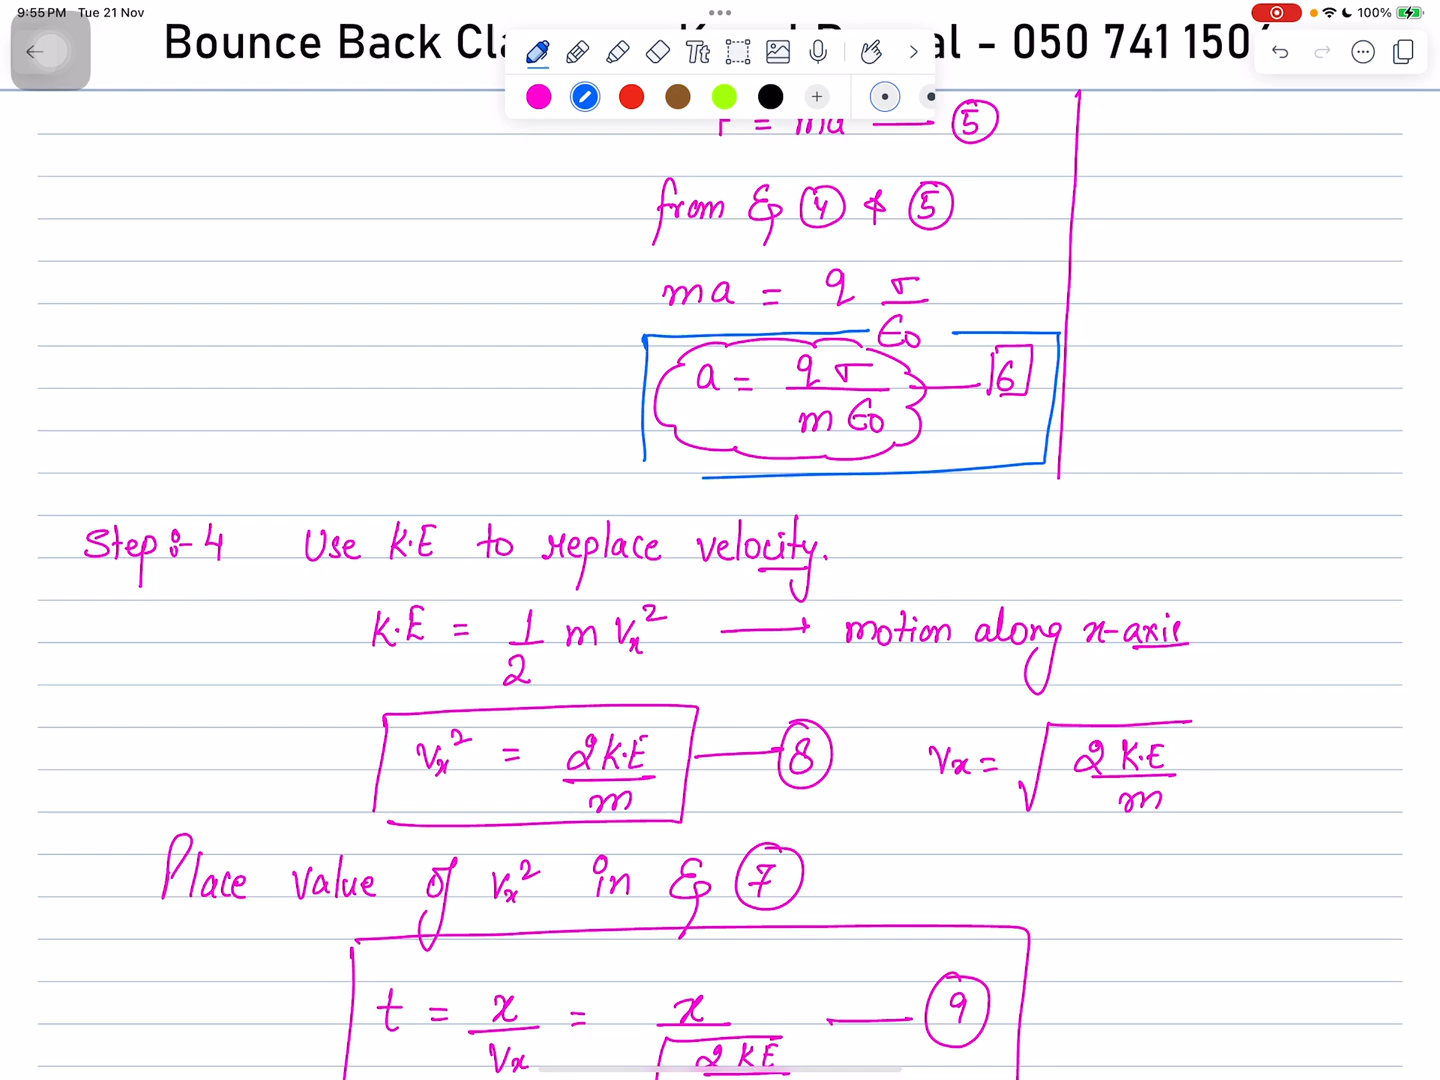 9:55 PM Tue 21 Nov
100%
Bounce Back Cla
al - 050 741 150
Tt
F = ma — ⑤
from Eq ④ & ⑤
ma = q σ/ϵ0
a = qσ/mϵ0 — 6
Step:- 4 Use K.E to replace velocity.
K.E = 1/2 m Vx² → motion along x-axis
Vx² = 2K.E/m — ⑧ Vx = √(2K.E/m)
Place value of Vx² in Eq ⑦
t = x/Vx = x/√(2KE — ⑨